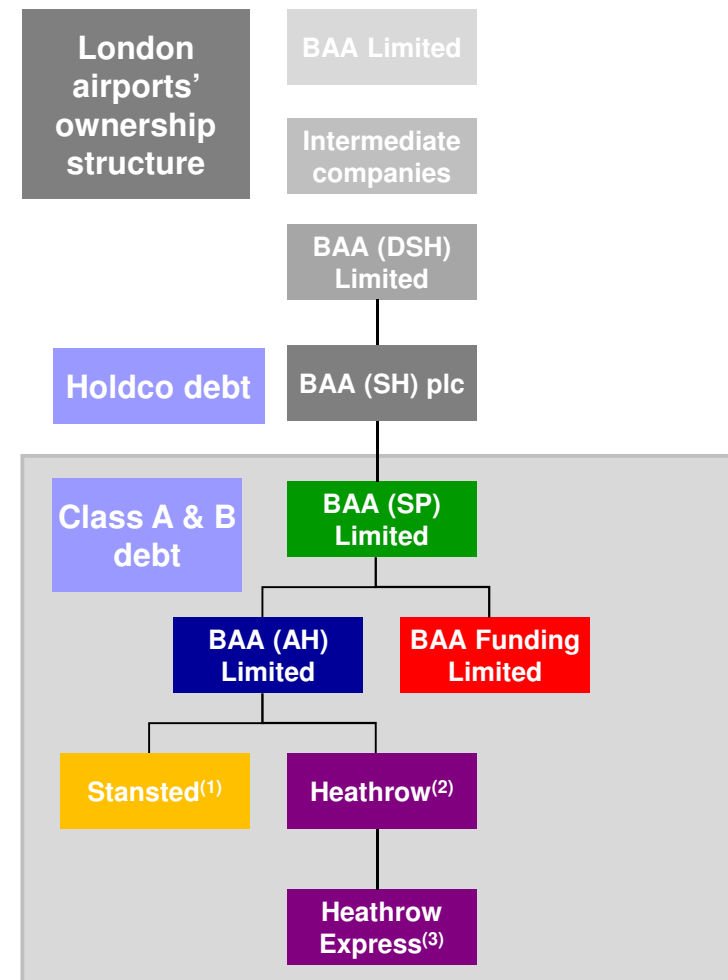 London
airports’
ownership
structure
BAA Limited
Intermediate
companies
BAA (DSH)
Limited
Holdco debt
BAA (SH) plc
Class A & B
debt
BAA (SP)
Limited
BAA (AH)
Limited
BAA Funding
Limited
Stansted(1)
Heathrow(2)
Heathrow
Express(3)